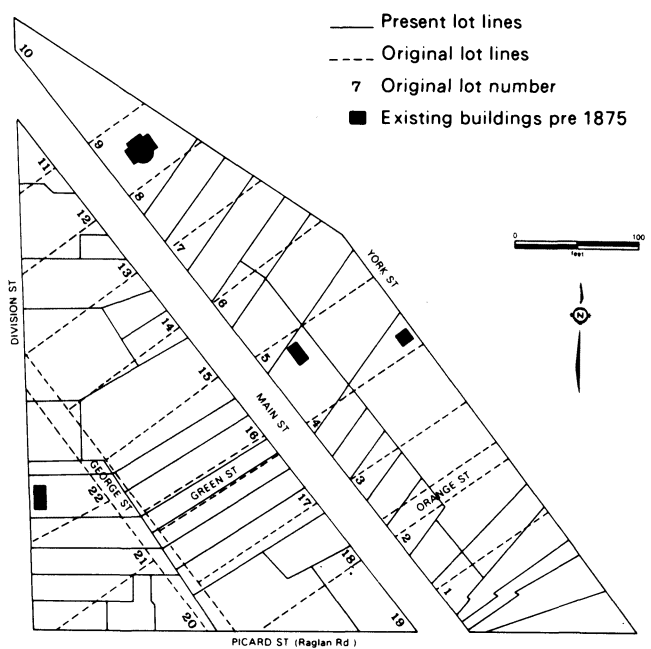 Present lot lines
Original lot lines
7 Original lot number
Existing buildings pre 1875
10
9
8
7
6
5
4
3
2
1
11
12
13
14
15
16
17
18
19
20
21
22
0 100
feet
N
YORK ST
DIVISION ST
MAIN ST
GEORGE ST
GREEN ST
ORANGE ST
PICARD ST (Raglan Rd)